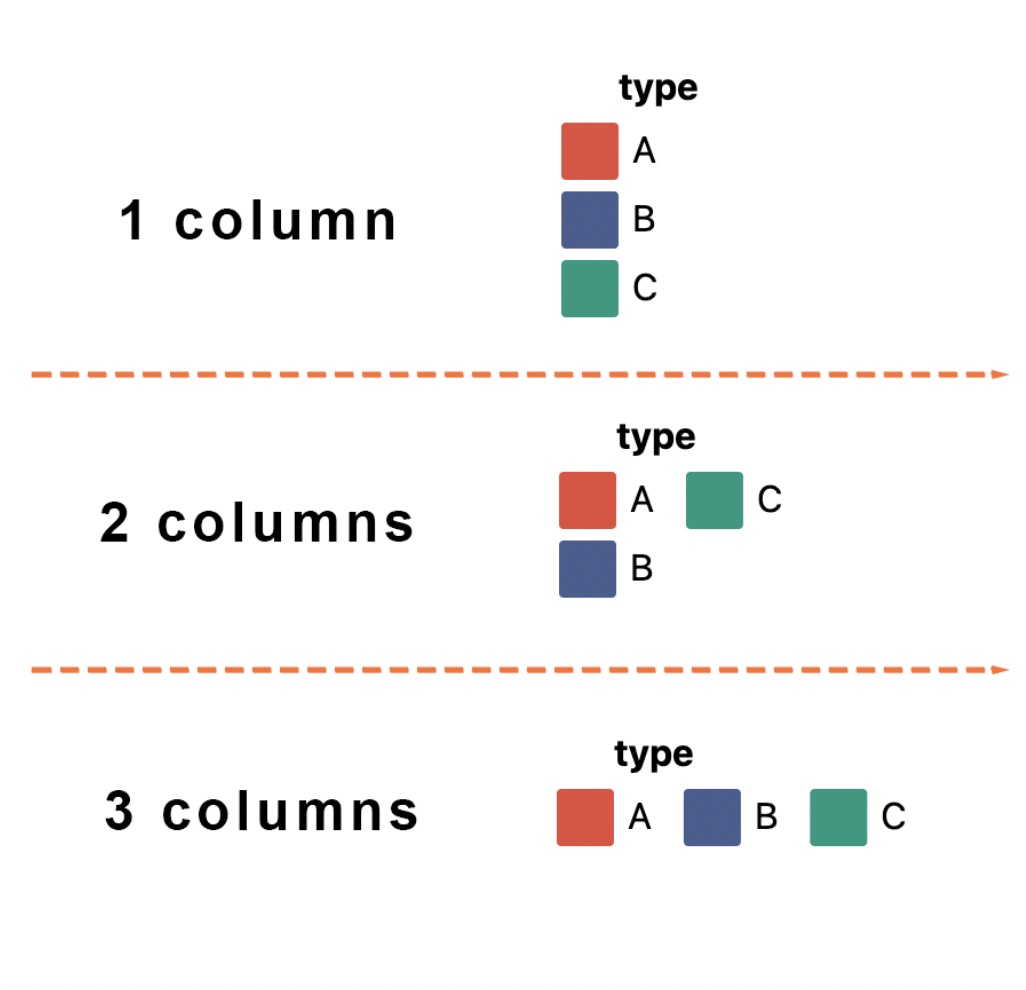 type
A
1 column
B
C
type
A C
2 columns
B
type
3 columns
A B C